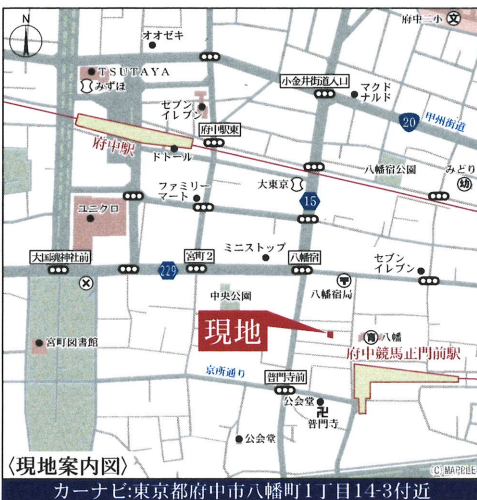 N
オオゼキ
府中二小
文
TSUTAYA
みずほ
小金井街道入口
マクド
ナルド
セブン
イレブン
20
甲州街道
府中駅東
府中駅
ドトール
八幡宿公園
みどり
幼
大東京
ファミリー
マート
15
ユニクロ
大国魂神社前
宮町2
ミニストップ
八幡宿
セブン
イレブン
229
八幡宿局
中央公園
現地
宮町図書館
育
八幡
府中競馬正門前駅
京所通り
普門寺前
公会堂
卍
普門寺
公会堂
〈現地案内図〉
(C)MAPPLE
カーナビ:東京都府中市八幡町1丁目14-3付近